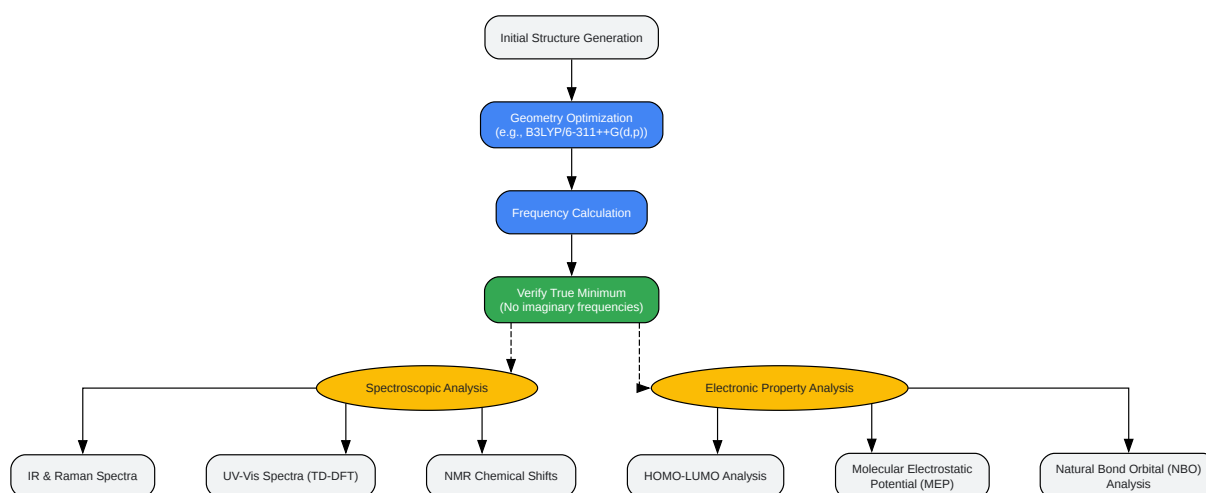 Initial Structure Generation
Geometry Optimization
(e.g., B3LYP/6-311++G(d,p))
Frequency Calculation
Verify True Minimum
(No imaginary frequencies)
Spectroscopic Analysis
Electronic Property Analysis
IR & Raman Spectra
UV-Vis Spectra (TD-DFT)
NMR Chemical Shifts
HOMO-LUMO Analysis
Molecular Electrostatic
Potential (MEP)
Natural Bond Orbital (NBO)
Analysis